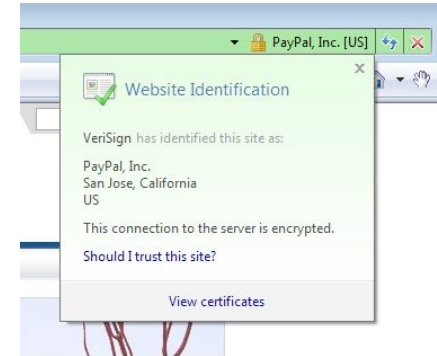 PayPal, Inc. [US]
Website Identification
VeriSign has identified this site as:
PayPal, Inc.
San Jose, California
US
This connection to the server is encrypted.
Should I trust this site?
View certificates